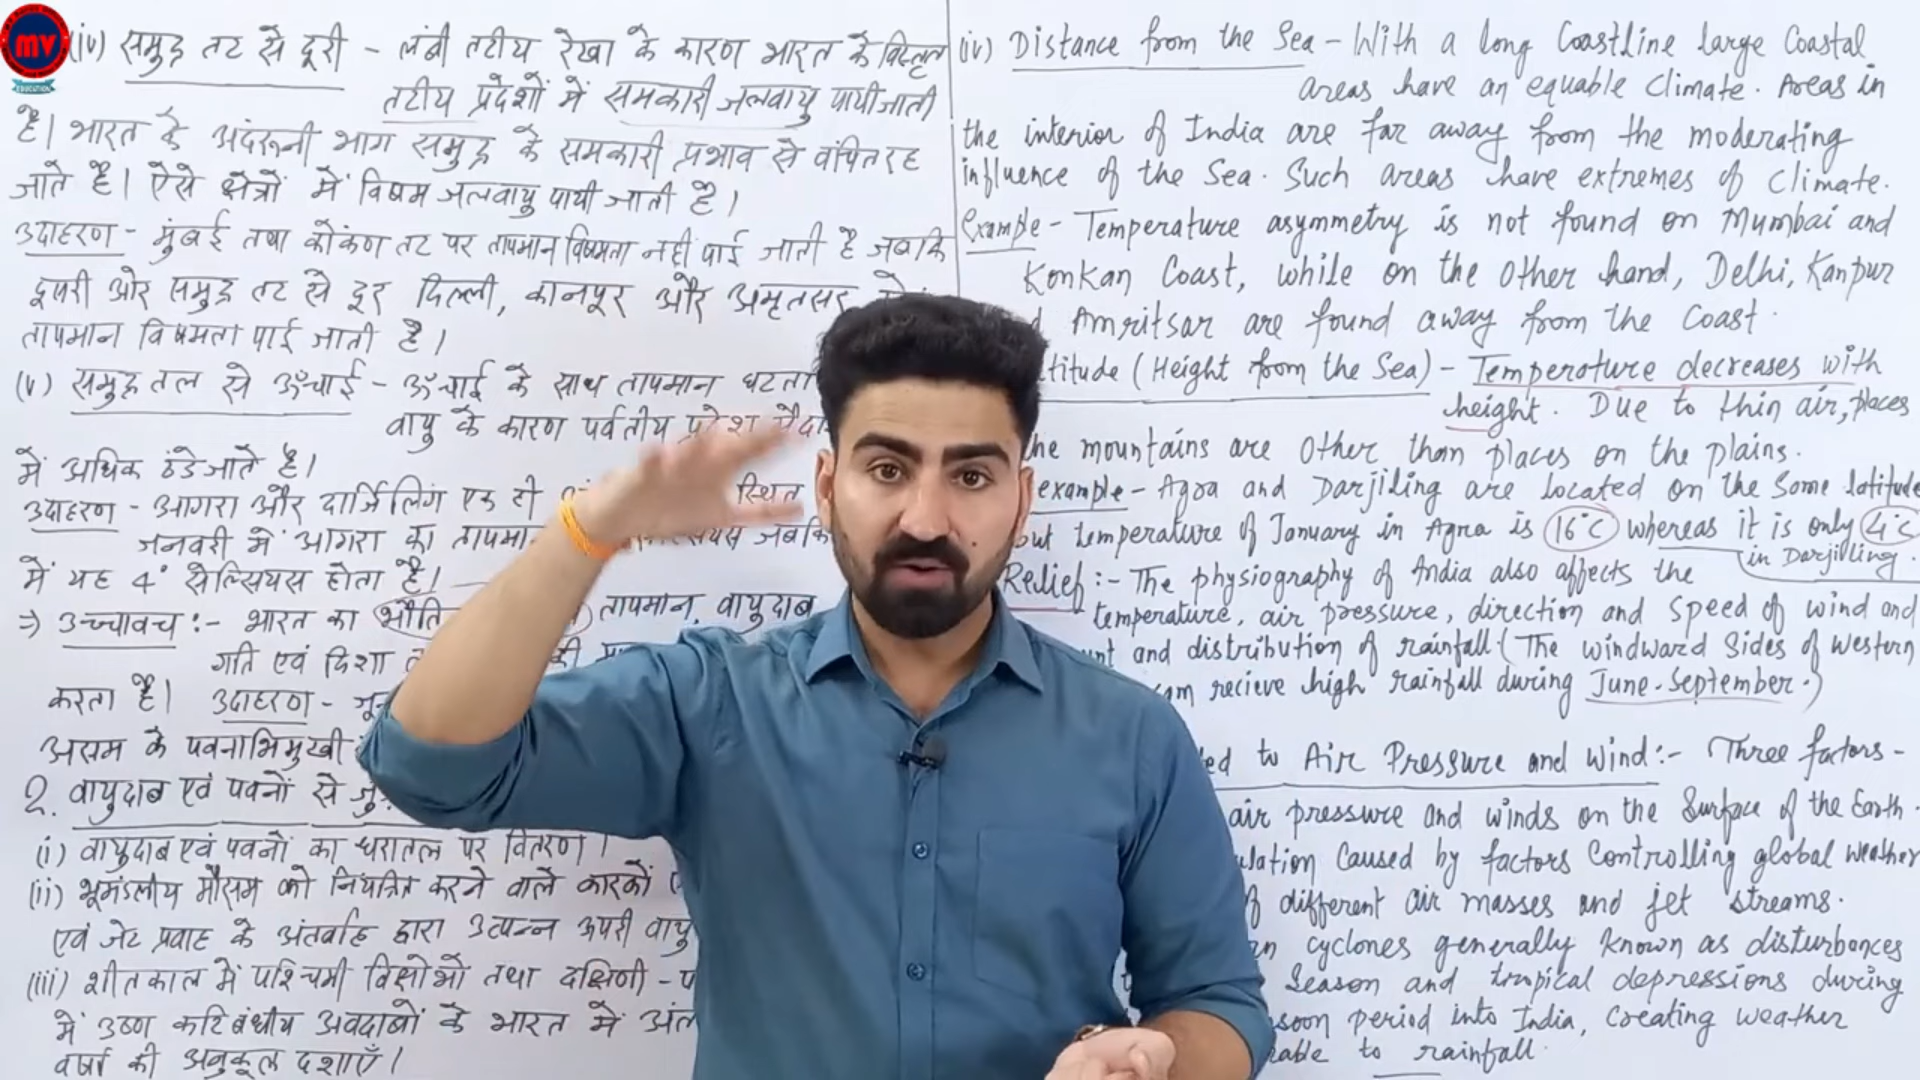 mv
EDUCATION
(iv) समुद्र तट से दूरी - लंबी तटीय रेखा के कारण भारत के विस्तृत
तटीय प्रदेशों में समकारी जलवायु पायी जाती
है। भारत के अंदरूनी भाग समुद्र के समकारी प्रभाव से वंचित रह
जाते है। ऐसे क्षेत्रों में विषम जलवायु पायी जाती है।
उदाहरण - मुंबई तथा कोंकण तट पर तापमान विषमता नही पाई जाती है जबकि
दूसरी ओर समुद्र तट से दूर दिल्ली, कानपुर और अमृतसर
तापमान विषमता पाई जाती है।
(v) समुद्र तल से ऊँचाई - ऊँचाई के साथ तापमान घटता
वायु के कारण पर्वतीय प्रदेश
में अधिक ठंडे जाते है।
उदाहरण - आगरा और दार्जिलिंग एक ही स्थित
जनवरी में आगरा का तापमान जबकि
में यह 4° सेल्सियस होता है।
⇒ उच्चावच :- भारत का तापमान, वायुदाब
गति एवं दिशा
करता है। उदाहरण -
असम के पवनाभिमुखी
2. वायुदाब एवं पवनों से
(i) वायुदाब एवं पवनों का धरातल पर वितरण।
(ii) भूमंडलीय मौसम को नियंत्रित करने वाले कारकों
एवं जेट प्रवाह के अंतर्वाह द्वारा उत्पन्न ऊपरी वायु
(iii) शीतकाल में पश्चिमी विक्षोभों तथा दक्षिणी -
में उष्ण कटिबंधीय अवदाबों के भारत में
वर्षा की अनुकूल दशाएँ।
(iv) Distance from the Sea - With a long Coastline large Coastal
areas have an equable climate. Areas in
the interior of India are far away from the moderating
influence of the Sea. Such areas have extremes of climate.
Example - Temperature asymmetry is not found on Mumbai and
Konkan Coast, while on the other hand, Delhi, Kanpur
Amritsar are found away from the Coast.
(Height from the Sea) - Temperature decreases with
height. Due to thin air, places
the mountains are other than places on the plains.
example - Agra and Darjiling are located on the Same latitude
but temperature of January in Agra is 16°C whereas it is only 4°C
in Darjiling.
Relief :- The physiography of India also affects the
temperature, air pressure, direction and Speed of wind and
and distribution of rainfall. (The windward Sides of Western
recieve high rainfall during June-September.)
to Air Pressure and Wind :- Three factors -
air pressure and winds on the Surface of the Earth.
Caused by factors Controlling global weather
different air masses and jet streams.
cyclones generally known as disturbances
Season and tropical depressions during
period into India, Creating weather
to rainfall.